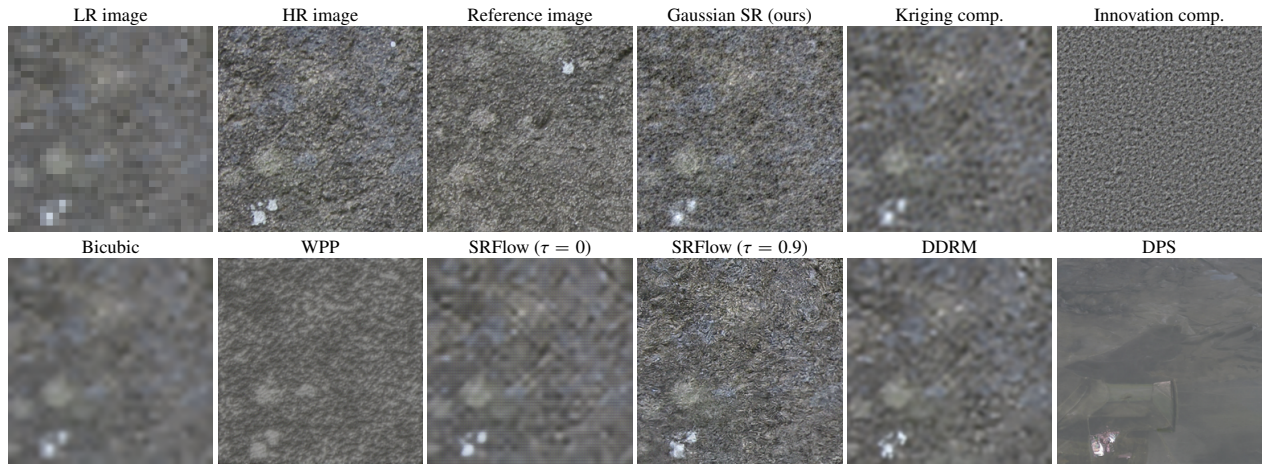 LR image HR image Reference image Gaussian SR (ours) Kriging comp. Innovation comp.
Bicubic WPP SRFlow (τ = 0) SRFlow (τ = 0.9) DDRM DPS